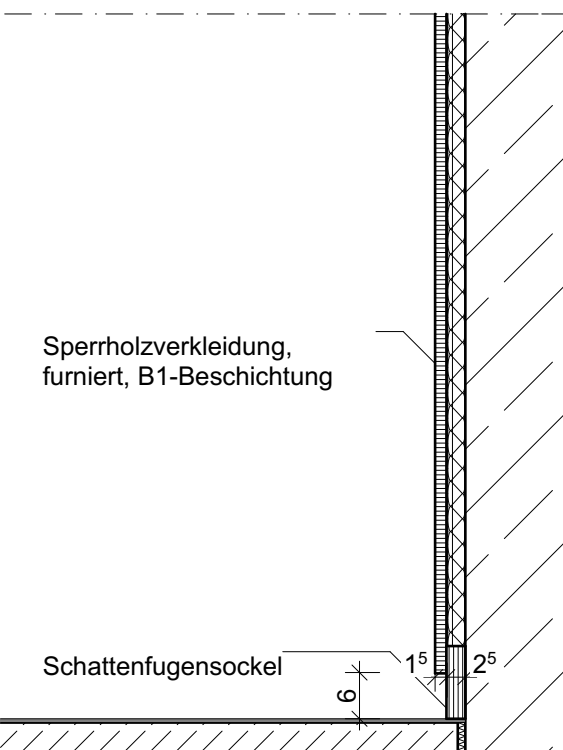 Sperrholzverkleidung,
furniert, B1-Beschichtung
Schattenfugensockel
1⁵
2⁵
6